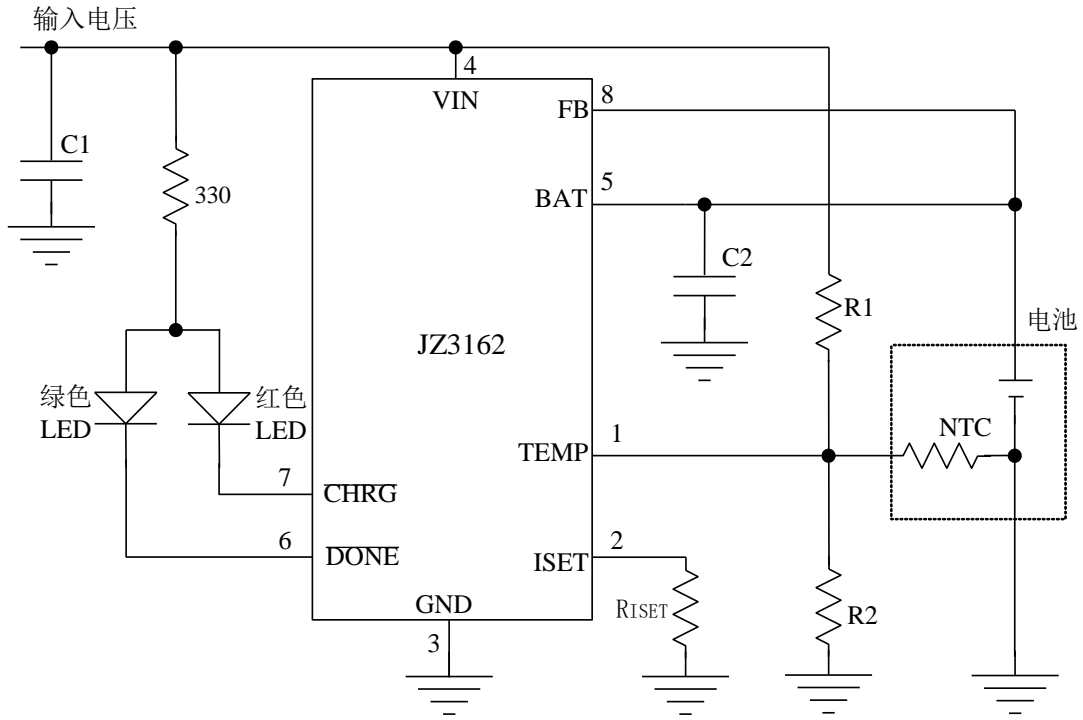 输入电压
4
VIN
8
FB
C1
330
5
BAT
C2
R1
JZ3162
电池
绿色
LED
红色
LED
NTC
1
TEMP
7
CHRG
6
DONE
2
ISET
RISET
GND
3
R2